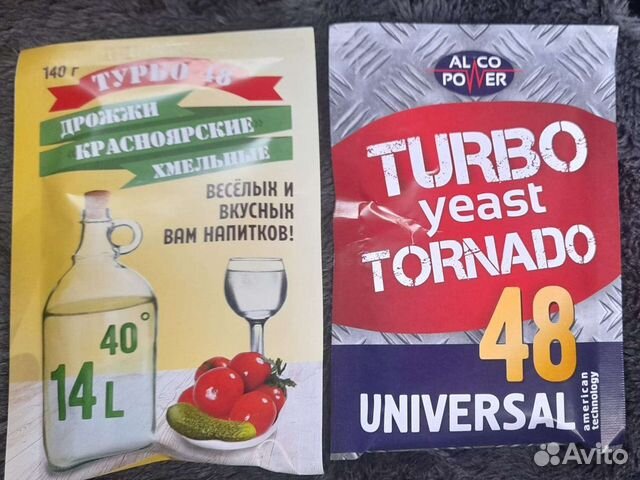 140 г
ТУРБО 48
ДРОЖЖИ
"КРАСНОЯРСКИЕ"
ХМЕЛЬНЫЕ
ВЕСЁЛЫХ И
ВКУСНЫХ
ВАМ НАПИТКОВ!
40°
14 L
ALCO
POWER
TURBO
yeast
TORNADO
48
UNIVERSAL
american
technology
Avito